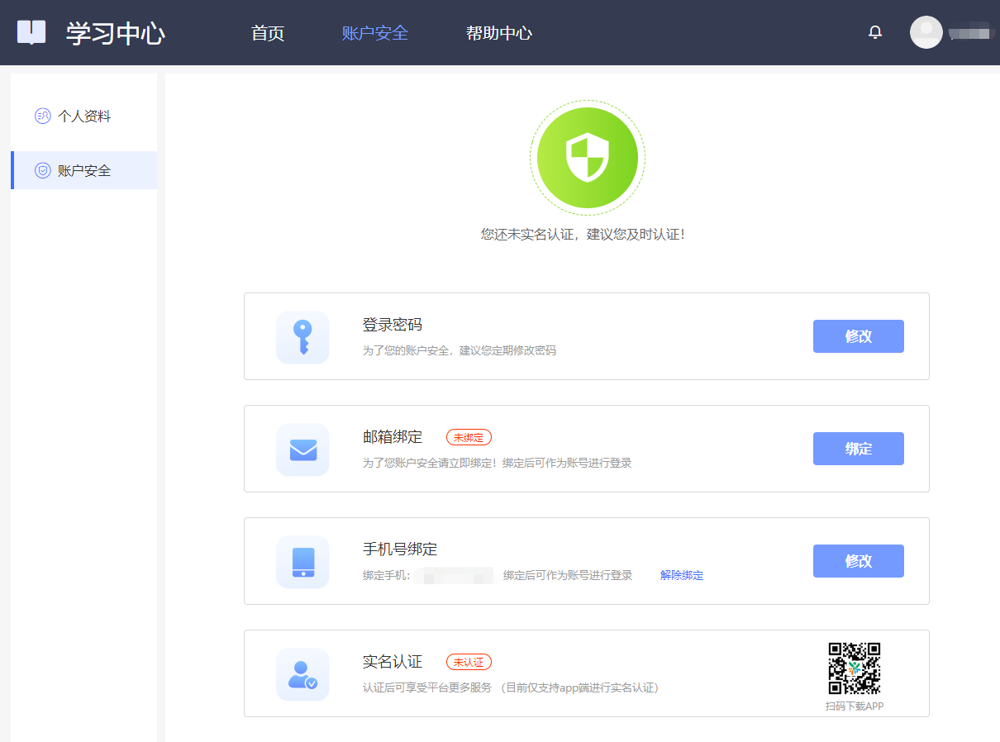 学习中心
首页
账户安全
帮助中心
个人资料
账户安全
您还未实名认证，建议您及时认证！
登录密码
为了您的账户安全，建议您定期修改密码
修改
邮箱绑定
未绑定
为了您账户安全请立即绑定！绑定后可作为账号进行登录
绑定
手机号绑定
绑定手机：
绑定后可作为账号进行登录
解除绑定
修改
实名认证
未认证
认证后可享受平台更多服务 （目前仅支持app端进行实名认证）
扫码下载APP